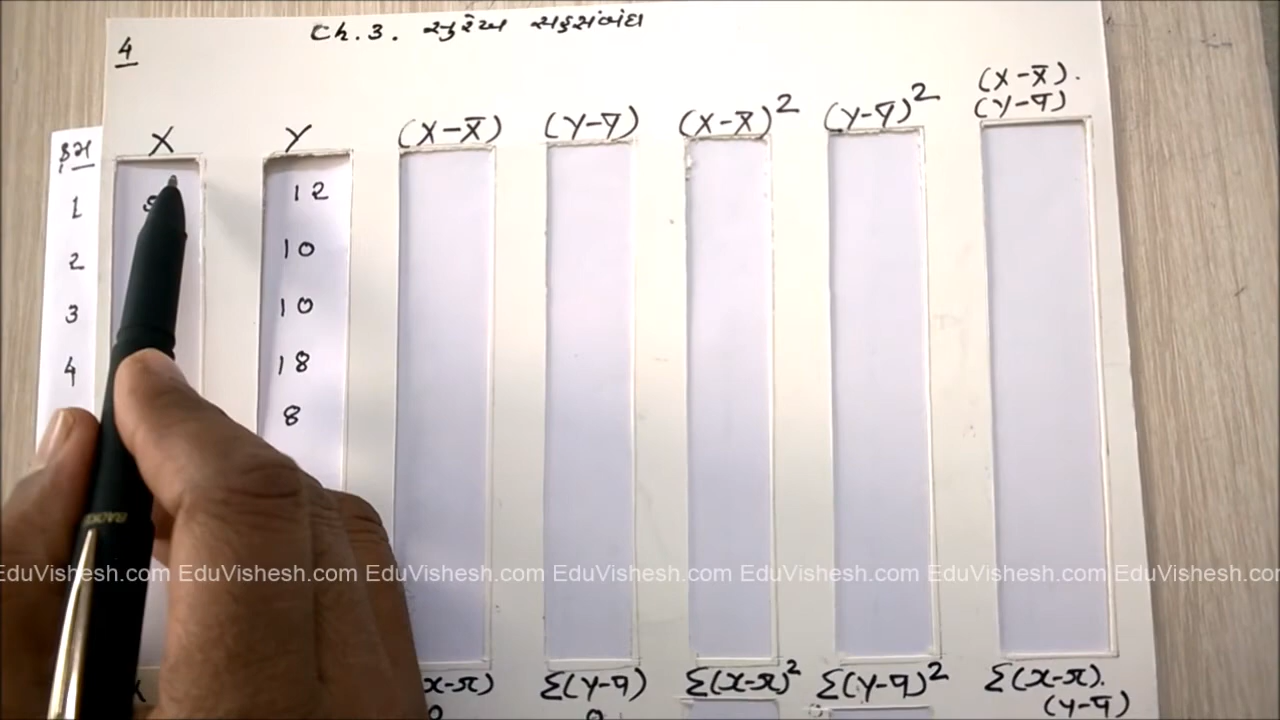 Ch. 3. સુરેખ સહસંબંધ
4
ક્રમ X Y (X-X̄) (Y-Ȳ) (X-X̄)² (Y-Ȳ)² (X-X̄).
(Y-Ȳ)
1 12
2 10
3 10
4 18
8
EduVishesh.com EduVishesh.com EduVishesh.com EduVishesh.com EduVishesh.com EduVishesh.com EduVishesh.com
Σ(Y-Ȳ) Σ(x-x̄)² Σ(Y-Ȳ)² Σ(x-x̄).
(Y-Ȳ)